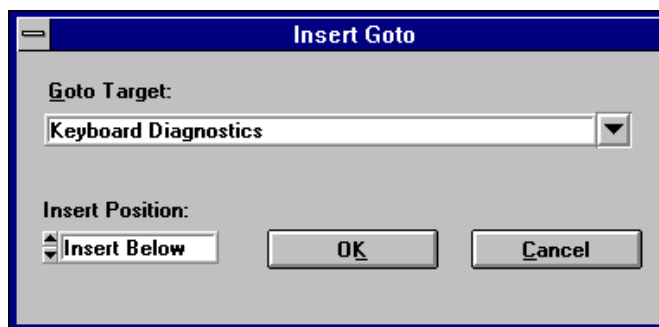 Insert Goto
Goto Target:
Keyboard Diagnostics
Insert Position:
Insert Below
OK
Cancel